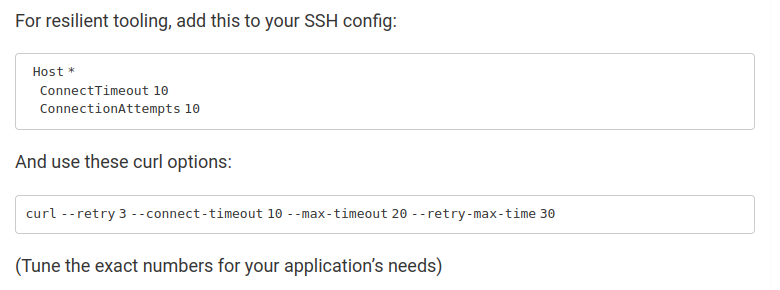 For resilient tooling, add this to your SSH config:
Host *
ConnectTimeout 10
ConnectionAttempts 10
And use these curl options:
curl --retry 3 --connect-timeout 10 --max-timeout 20 --retry-max-time 30
(Tune the exact numbers for your application’s needs)